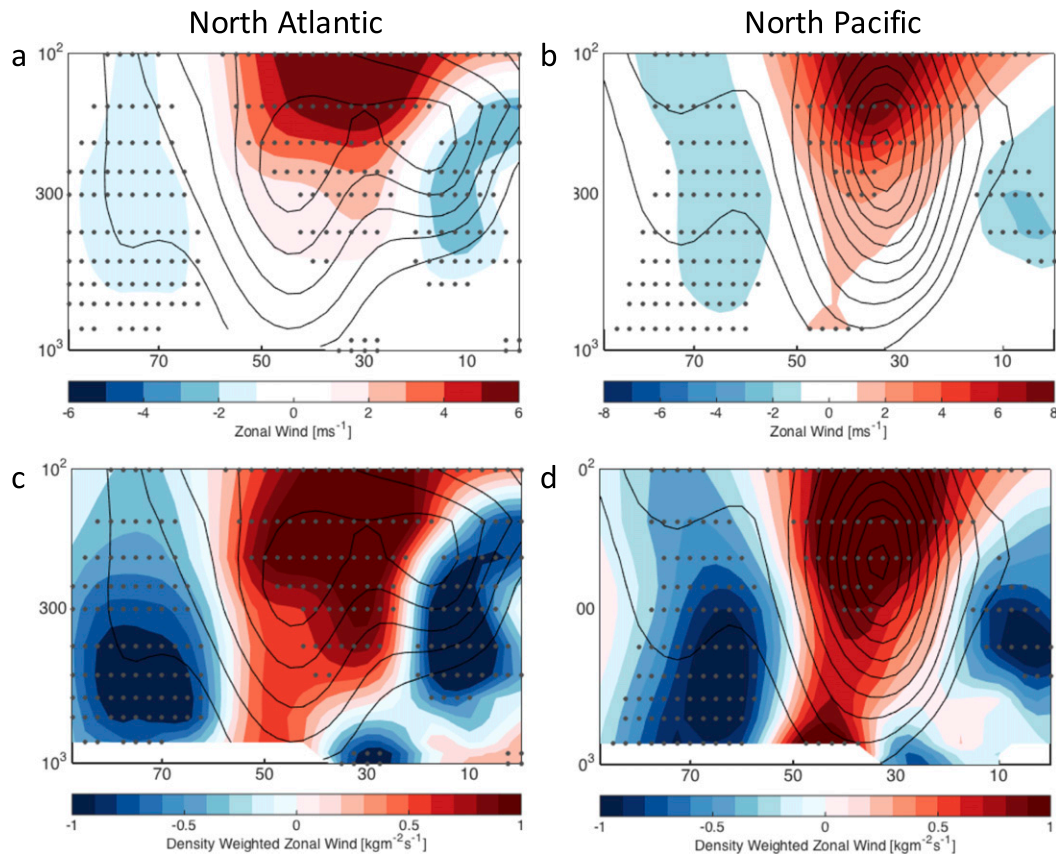 North Atlantic North Pacific
a b
10² 10²
300 300
10³ 10³
70 50 30 10 70 50 30 10
-6 -4 -2 0 2 4 6 -8 -6 -4 -2 0 2 4 6 8
Zonal Wind [ms⁻¹] Zonal Wind [ms⁻¹]
c d
10² 0²
300 00
10³ 0³
70 50 30 10 70 50 30 10
-1 -0.5 0 0.5 1 -1 -0.5 0 0.5 1
Density Weighted Zonal Wind [kgm⁻²s⁻¹] Density Weighted Zonal Wind [kgm⁻²s⁻¹]